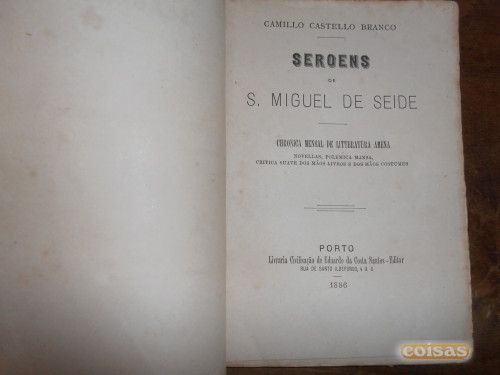 CAMILLO CASTELLO BRANCO
SEROENS
DE
S. MIGUEL DE SEIDE
CHRONICA MENSAL DE LITTERATURA AMENA
NOVELLAS, POLEMICA MANSA,
CRITICA SUAVE DOS MÁOS LIVROS E DOS MÁOS COSTUMES
PORTO
Livraria Civilisação de Eduardo da Costa Santos—Editor
RUA DE SANTO ILDEFONSO, 4 E 6
1886
coisas